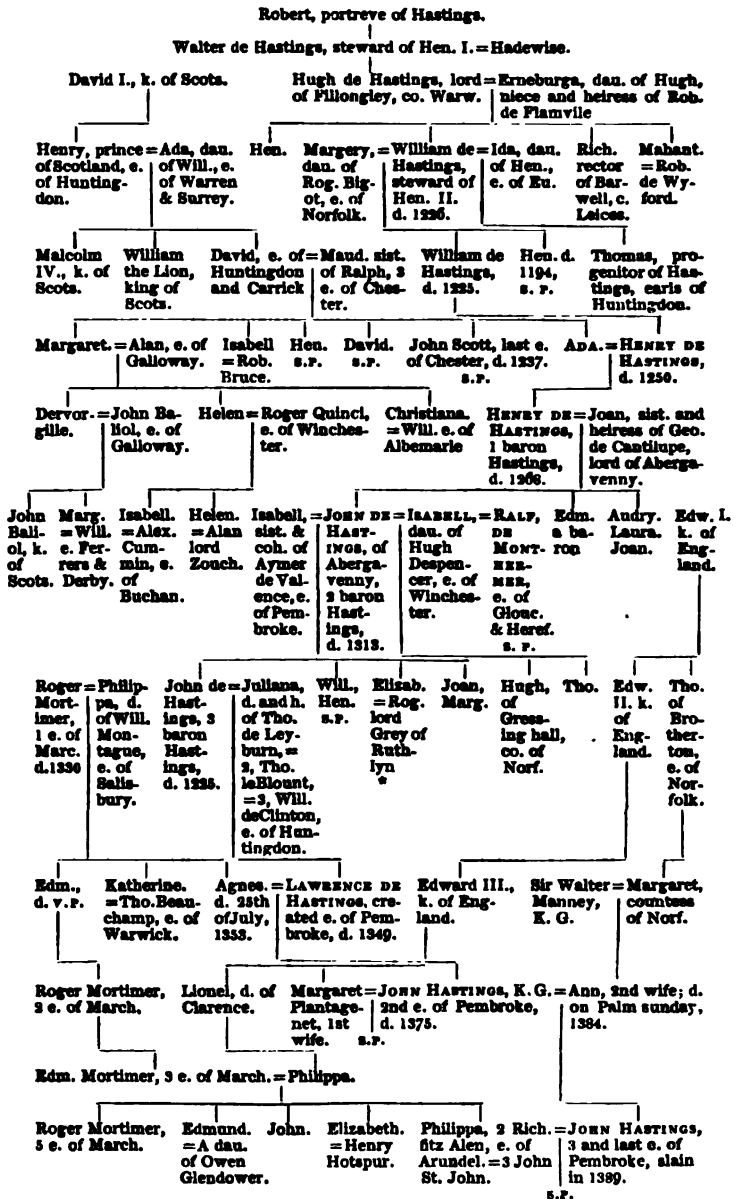 Robert, portreve of Hastings.
Walter de Hastings, steward of Hen. I.=Hadewise.
David I., k. of Scots.
Hugh de Hastings, lord=
of Fillongley, co. Warw.
Erneburga, dau. of Hugh,
niece and heiress of Rob.
de Flamvile
Henry, prince=
of Scotland, e.
of Hunting-
don.
Ada, dau.
of Will., e.
of Warren
& Surrey.
Hen.
Margery,=
dau. of
Rog. Big-
ot, e. of
Norfolk.
William de=
Hastings,
steward of
Hen. II.
d. 1226.
Ida, dau.
of Hen.,
e. of Eu.
Rich.
rector
of Bar-
well, c.
Leices.
Mahant.
=Rob.
de Wy-
ford.
Malcolm
IV., k. of
Scots.
William
the Lion,
king of
Scots.
David, e. of=
Huntingdon
and Carrick
Maud. sist.
of Ralph, 3
e. of Ches-
ter.
William de
Hastings,
d. 1225.
Hen. d.
1194,
S. P.
Thomas, pro-
genitor of Has-
tings, earls of
Huntingdon.
Margaret.=
Alan, e. of
Galloway.
Isabell
=Rob.
Bruce.
Hen.
S.P.
David.
S.P.
John Scott, last e.
of Chester, d. 1237.
S.P.
ADA.=
HENRY DE
HASTINGS,
d. 1250.
Dervor-=
gille.
John Ba-
liol, e. of
Galloway.
Helen=
Roger Quinci,
e. of Winches-
ter.
Christiana.
=Will. e. of
Albemarle
HENRY DE=
HASTINGS,
1 baron
Hastings,
d. 1268.
Joan, sist. and
heiress of Geo.
de Cantilupe,
lord of Aberga-
venny.
John
Bali-
ol, k.
of
Scots.
Marg.
=Will.
e. Fer-
rers &
Derby.
Isabell.
=Alex.
Cum-
min, e.
of
Buchan.
Helen.
=Alan
lord
Zouch.
Isabell,=
sist. &
coh. of
Aymer
de Val-
ence, e.
of Pem-
broke.
JOHN DE=
HAST-
INGS, of
Aberga-
venny,
2 baron
Hast-
ings,
d. 1313.
ISABELL,=
dau. of
Hugh
Despen-
cer, e. of
Winches-
ter.
RALF,
DE
MONT-
HER-
MER,
e. of
Glouc.
& Heref.
S. P.
Edm.
a ba-
ron
Audry.
Laura.
Joan.
Edw. I.
k. of
Eng-
land.
Roger=
Mort-
imer,
1 e. of
Marc.
d.1330
Philip-
pa, d.
of Will.
Mon-
tague,
e. of
Salis-
bury.
John de=
Hast-
ings, 3
baron
Hast-
ings,
d. 1325.
Juliana,
d. and h.
of Tho.
de Ley-
burn,=
2, Tho.
leBlount,
=3, Will.
deClinton,
e. of Hun-
tingdon.
Will.,
Hen.
S.P.
Elizab.
=Rog.
lord
Grey of
Ruth-
lyn
*
Joan,
Marg.
Hugh,
of
Gress-
ing hall,
co. of
Norf.
Tho.
Edw.
II. k.
of
Eng-
land.
Tho.
of
Bro-
ther-
ton,
e. of
Nor-
folk.
Edm.,
d. V.P.
Katherine.
=Tho.Beau-
champ, e. of
Warwick.
Agnes.=
d. 25th
ofJuly,
1353.
LAWRENCE DE
HASTINGS, cre-
ated e. of Pem-
broke, d. 1349.
Edward III.,
k. of Eng-
land.
Sir Walter=
Manney,
K. G.
Margaret,
countess
of Norf.
Roger Mortimer,
2 e. of March.
Lionel, d. of
Clarence.
Margaret=
Plantage-
net, 1st
wife.
S.P.
JOHN HASTINGS, K.G.=
2nd e. of Pembroke,
d. 1375.
Ann, 2nd wife; d.
on Palm sunday,
1384.
Edm. Mortimer, 3 e. of March.=Philippa.
Roger Mortimer,
5 e. of March.
Edmund.
=A dau.
of Owen
Glendower.
John.
Elizabeth.
=Henry
Hotspur.
Philippa, 2 Rich.=
fitz Alen, e. of
Arundel.=3 John
St. John.
JOHN HASTINGS,
3 and last e. of
Pembroke, slain
in 1389.
S.P.